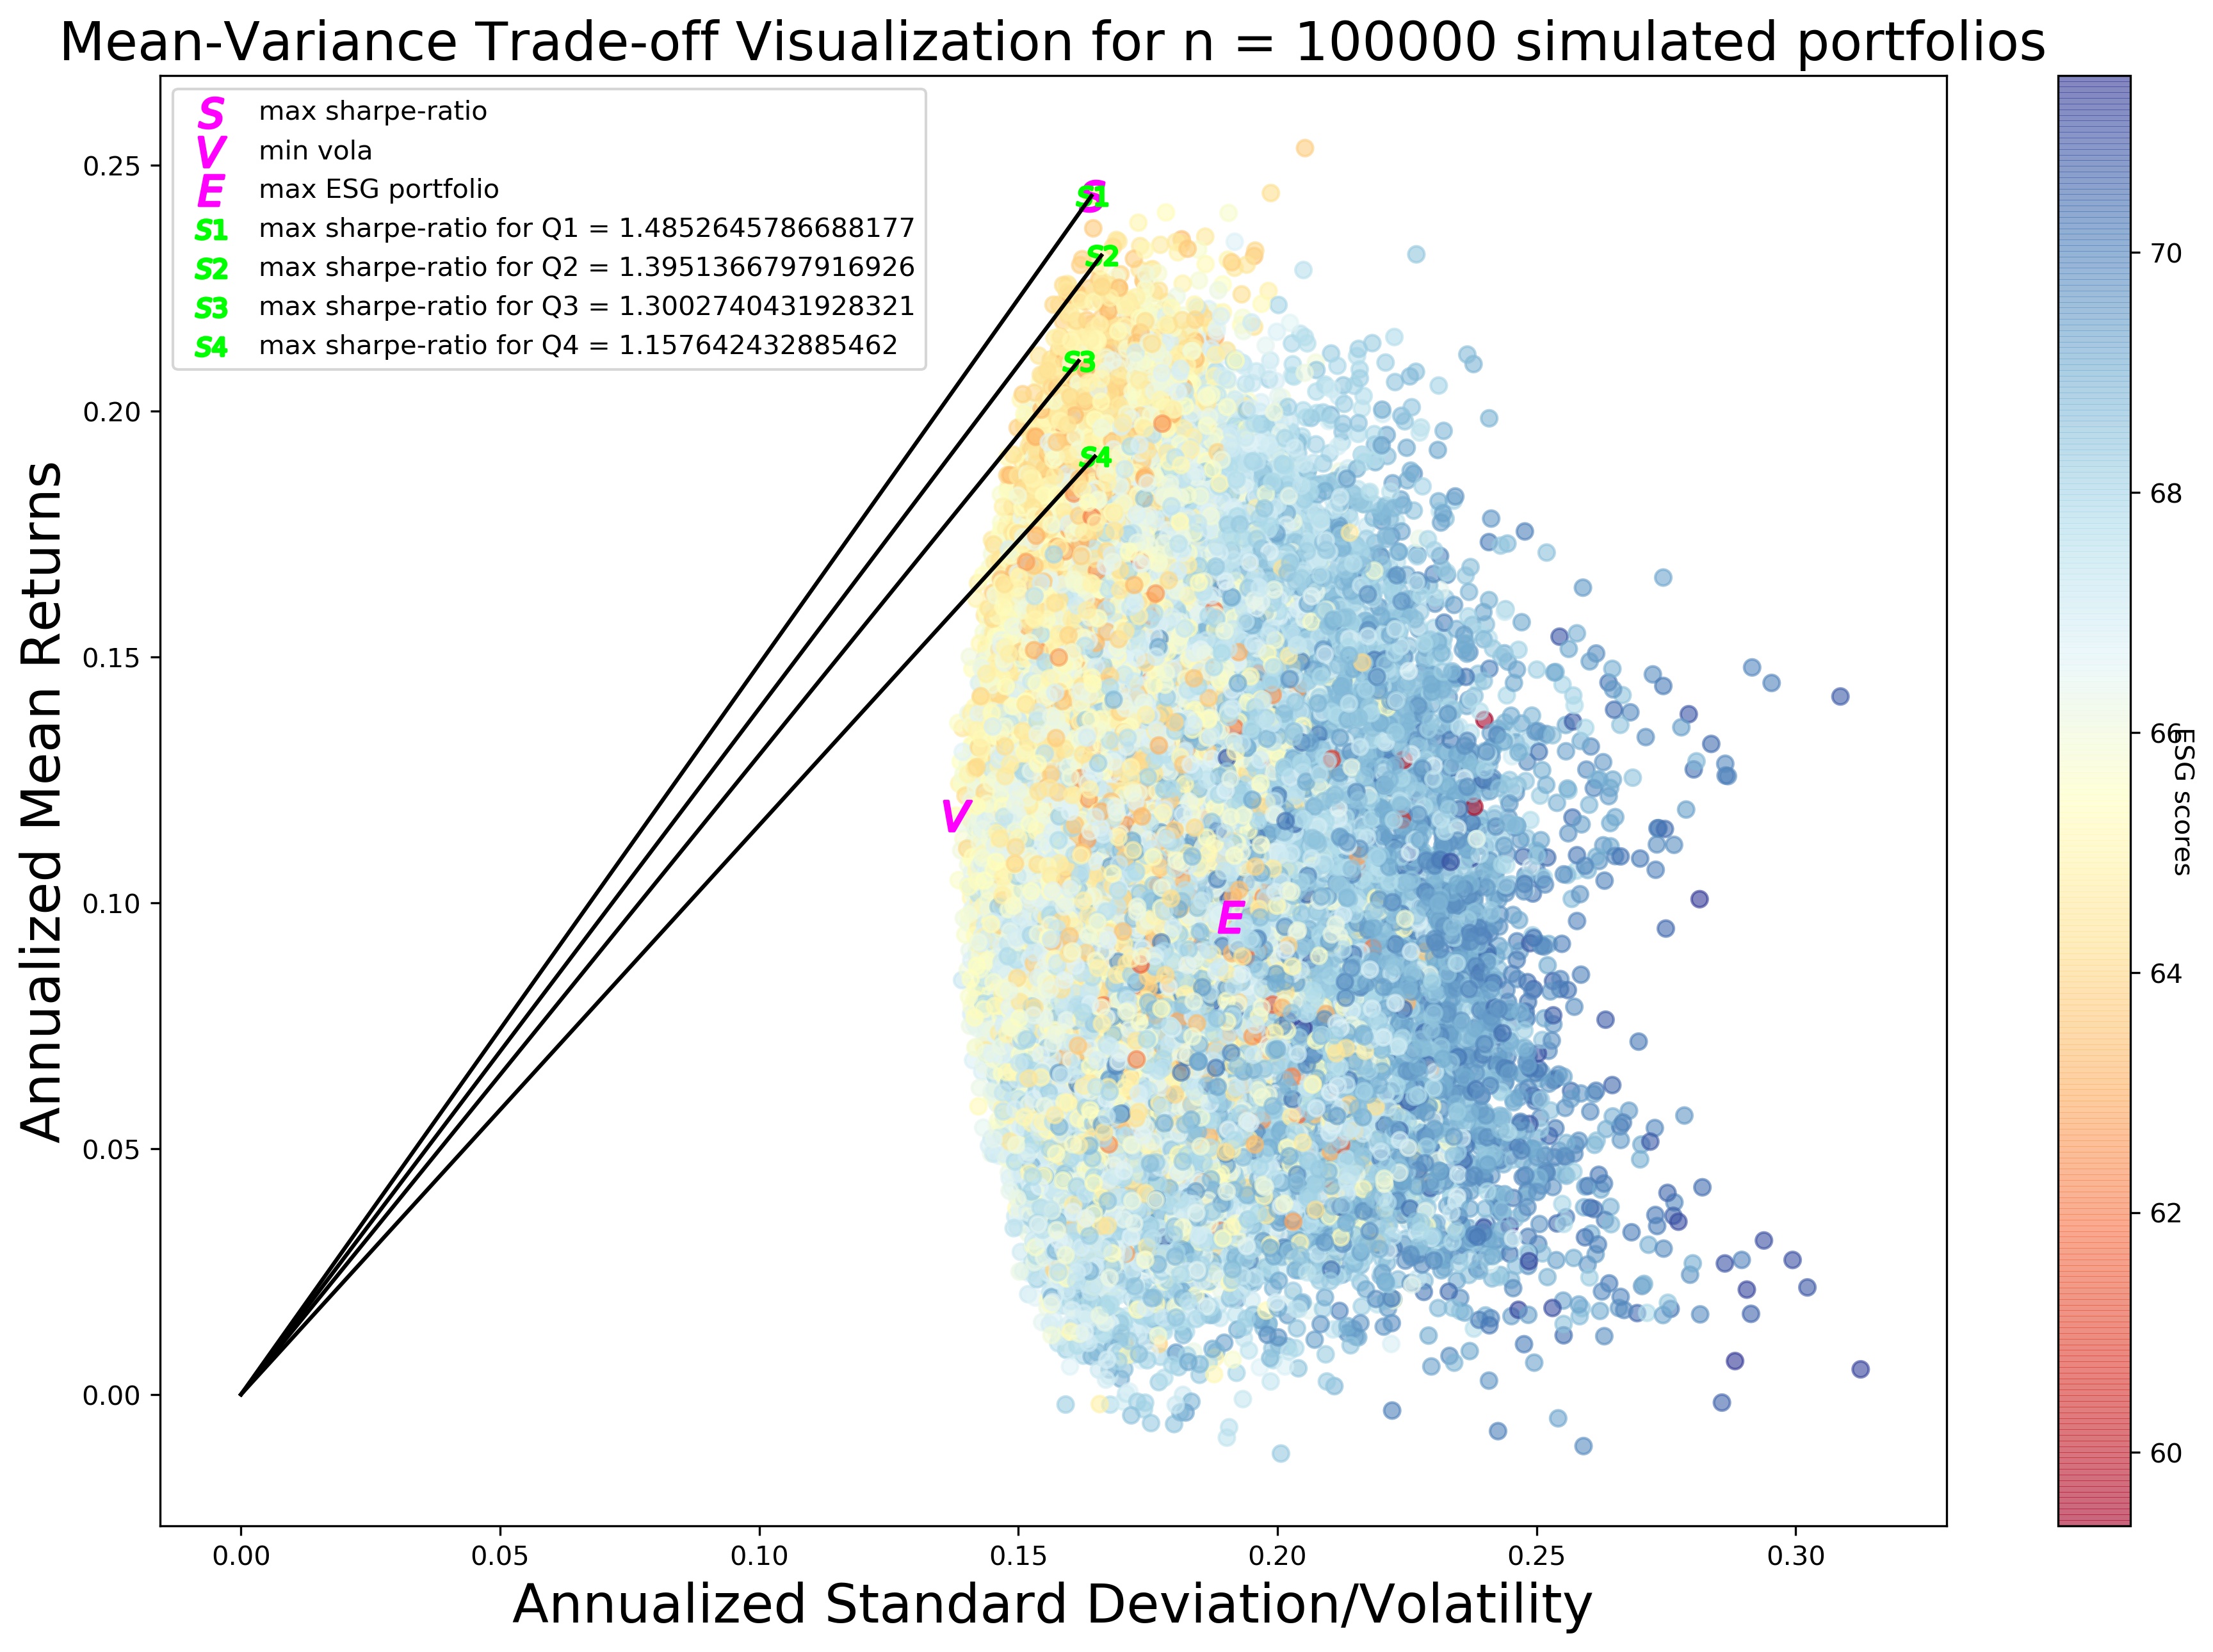 Mean-Variance Trade-off Visualization for n = 100000 simulated portfolios
S max sharpe-ratio
V min vola
E max ESG portfolio
S1 max sharpe-ratio for Q1 = 1.4852645786688177
S2 max sharpe-ratio for Q2 = 1.3951366797916926
S3 max sharpe-ratio for Q3 = 1.3002740431928321
S4 max sharpe-ratio for Q4 = 1.157642432885462
Annualized Mean Returns
0.25
0.20
0.15
0.10
0.05
0.00
S
S1
S2
S3
S4
V
E
0.00 0.05 0.10 0.15 0.20 0.25 0.30
Annualized Standard Deviation/Volatility
70
68
66
64
62
60
ESG scores